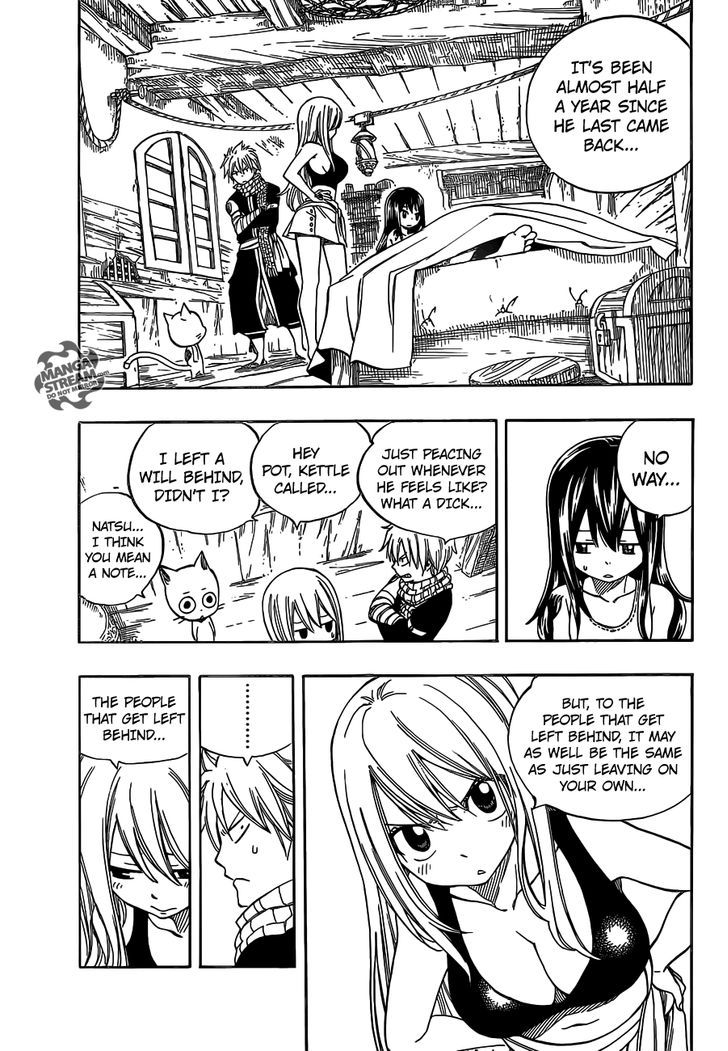 IT'S BEEN
ALMOST HALF
A YEAR SINCE
HE LAST CAME
BACK...
MANGA
STREAM.com
DO NOT MIRROR
NO
WAY...
JUST PEACING
OUT WHENEVER
HE FEELS LIKE?
WHAT A DICK...
HEY
POT, KETTLE
CALLED...
I LEFT A
WILL BEHIND,
DIDN'T I?
NATSU...
I THINK
YOU MEAN
A NOTE...
BUT, TO THE
PEOPLE THAT GET
LEFT BEHIND, IT MAY
AS WELL BE THE SAME
AS JUST LEAVING ON
YOUR OWN...
.........
THE PEOPLE
THAT GET LEFT
BEHIND...